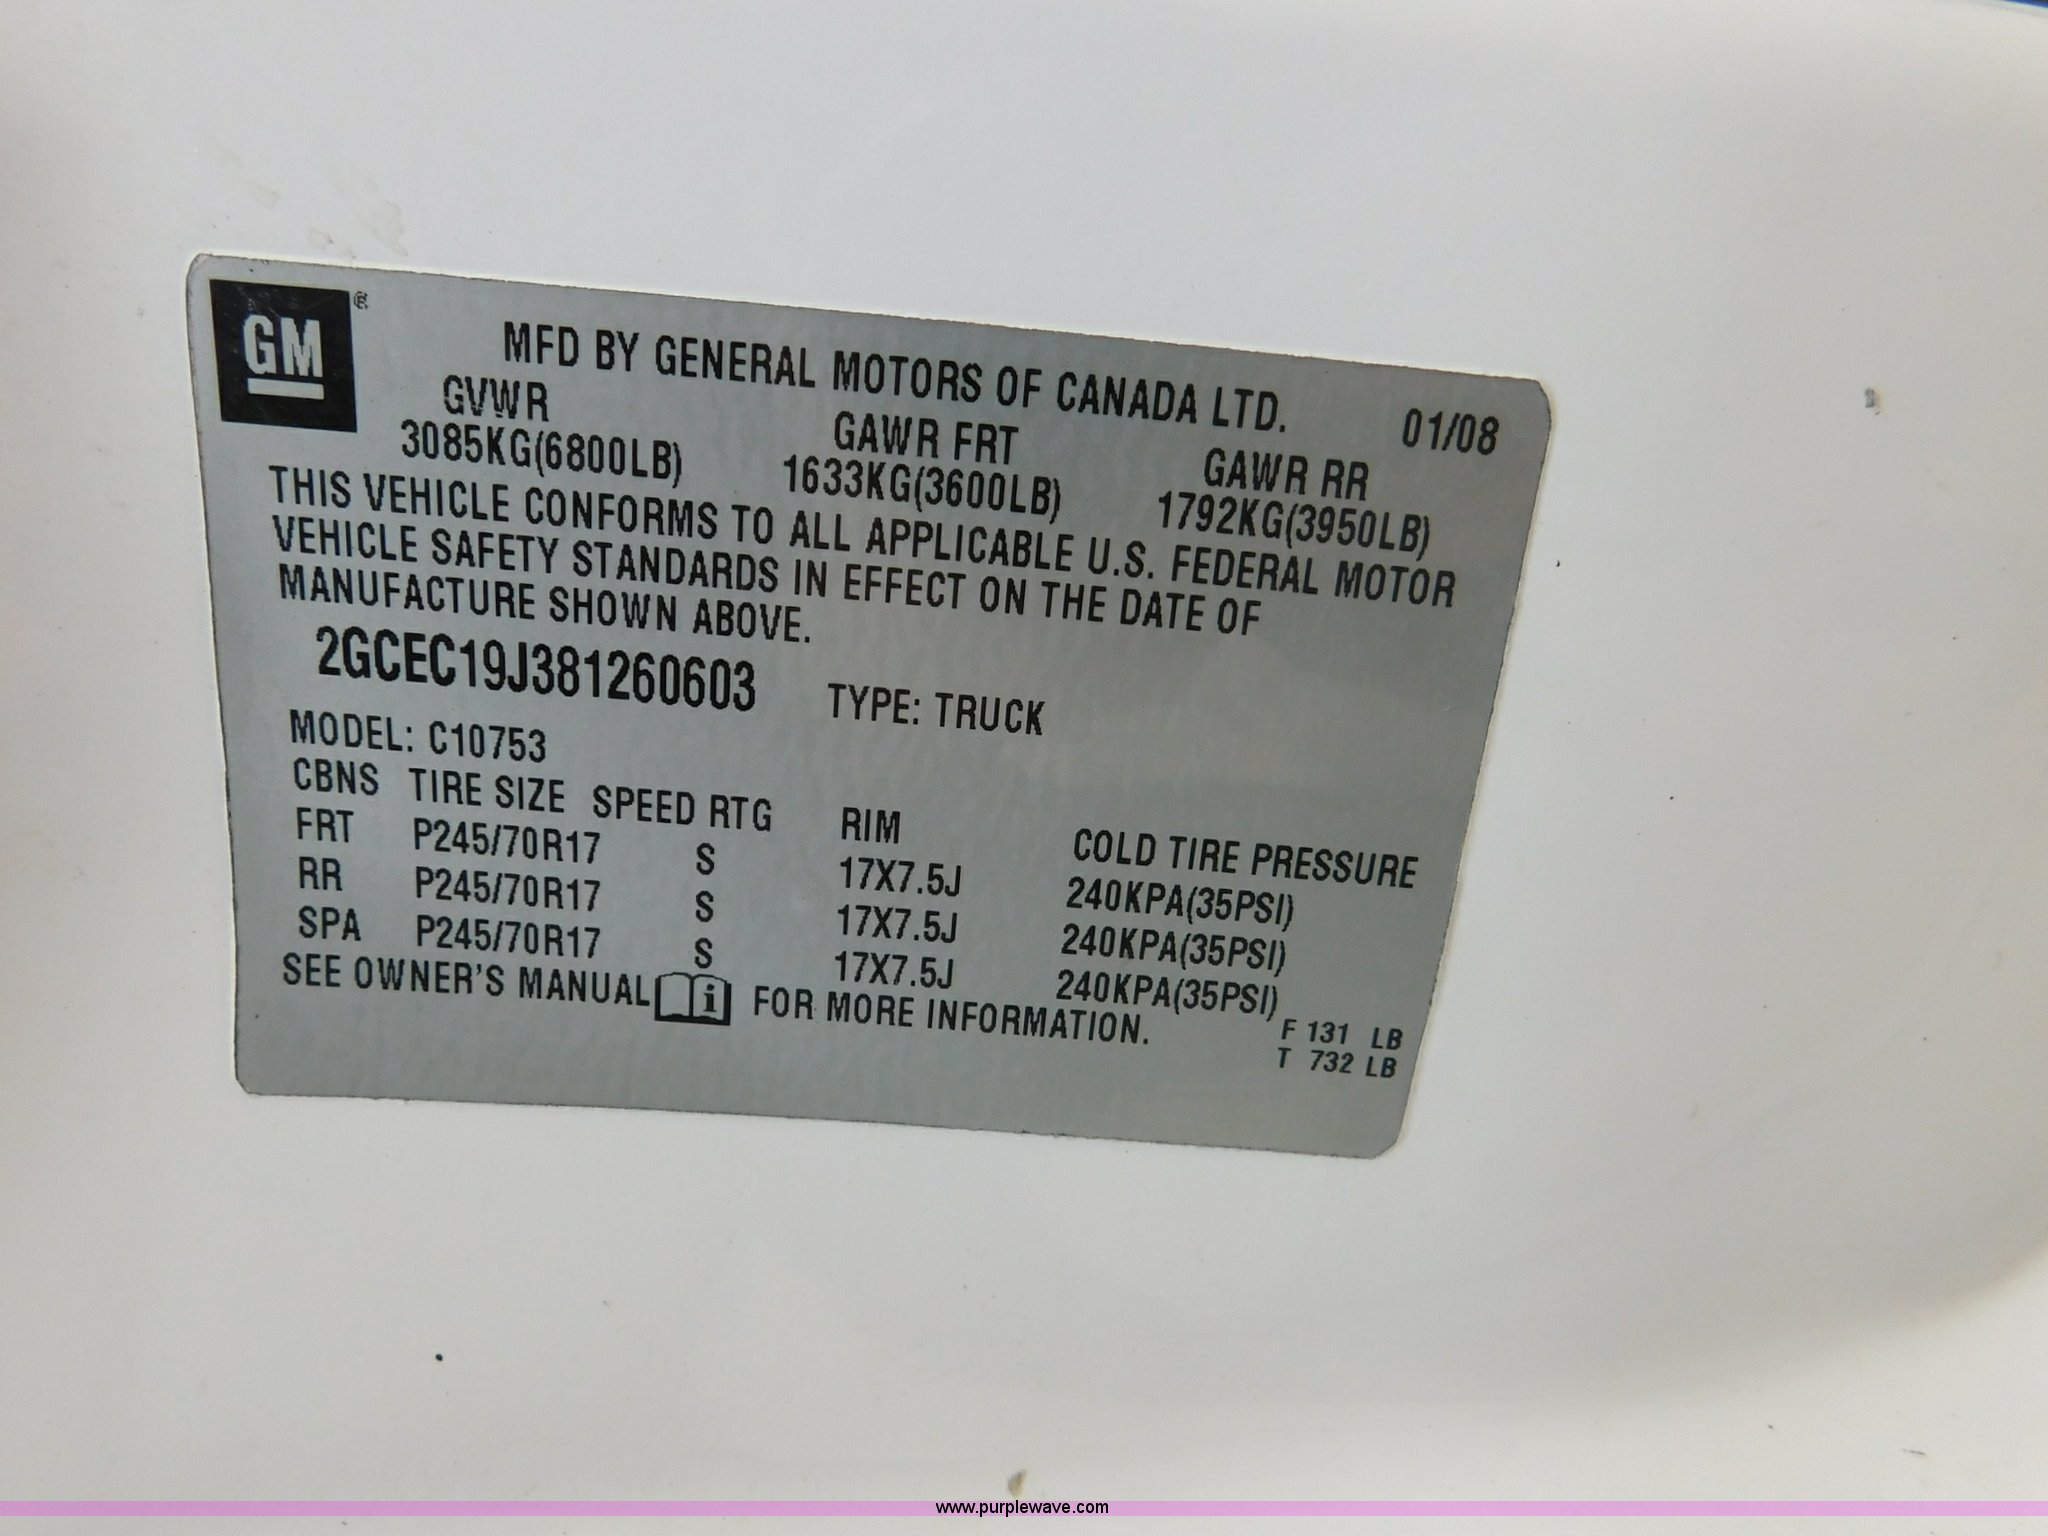 GM®
MFD BY GENERAL MOTORS OF CANADA LTD. 01/08
GVWR GAWR FRT GAWR RR
3085KG(6800LB) 1633KG(3600LB) 1792KG(3950LB)
THIS VEHICLE CONFORMS TO ALL APPLICABLE U.S. FEDERAL MOTOR
VEHICLE SAFETY STANDARDS IN EFFECT ON THE DATE OF
MANUFACTURE SHOWN ABOVE.
2GCEC19J381260603 TYPE: TRUCK
MODEL: C10753
CBNS TIRE SIZE SPEED RTG RIM COLD TIRE PRESSURE
FRT P245/70R17 S 17X7.5J 240KPA(35PSI)
RR P245/70R17 S 17X7.5J 240KPA(35PSI)
SPA P245/70R17 S 17X7.5J 240KPA(35PSI)
SEE OWNER'S MANUAL i FOR MORE INFORMATION.
F 131 LB
T 732 LB
www.purplewave.com